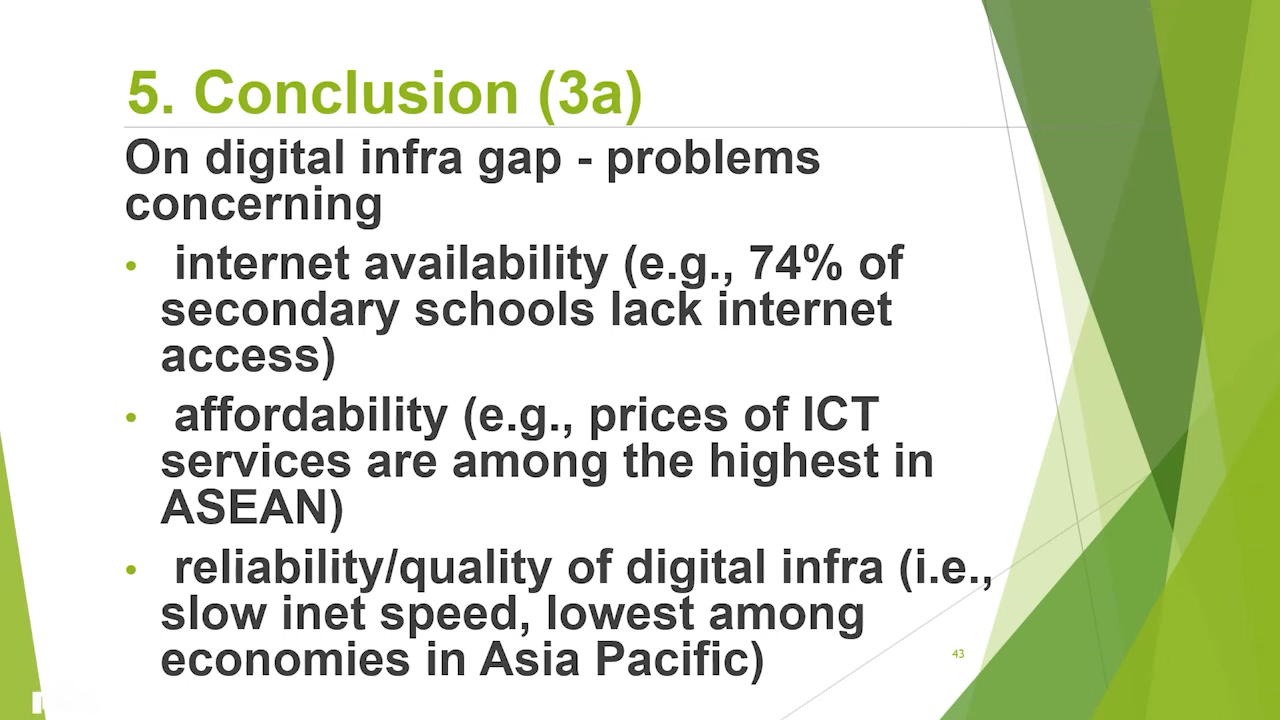 5. Conclusion (3a)
On digital infra gap - problems
concerning
• internet availability (e.g., 74% of
secondary schools lack internet
access)
• affordability (e.g., prices of ICT
services are among the highest in
ASEAN)
• reliability/quality of digital infra (i.e.,
slow inet speed, lowest among
economies in Asia Pacific)
43